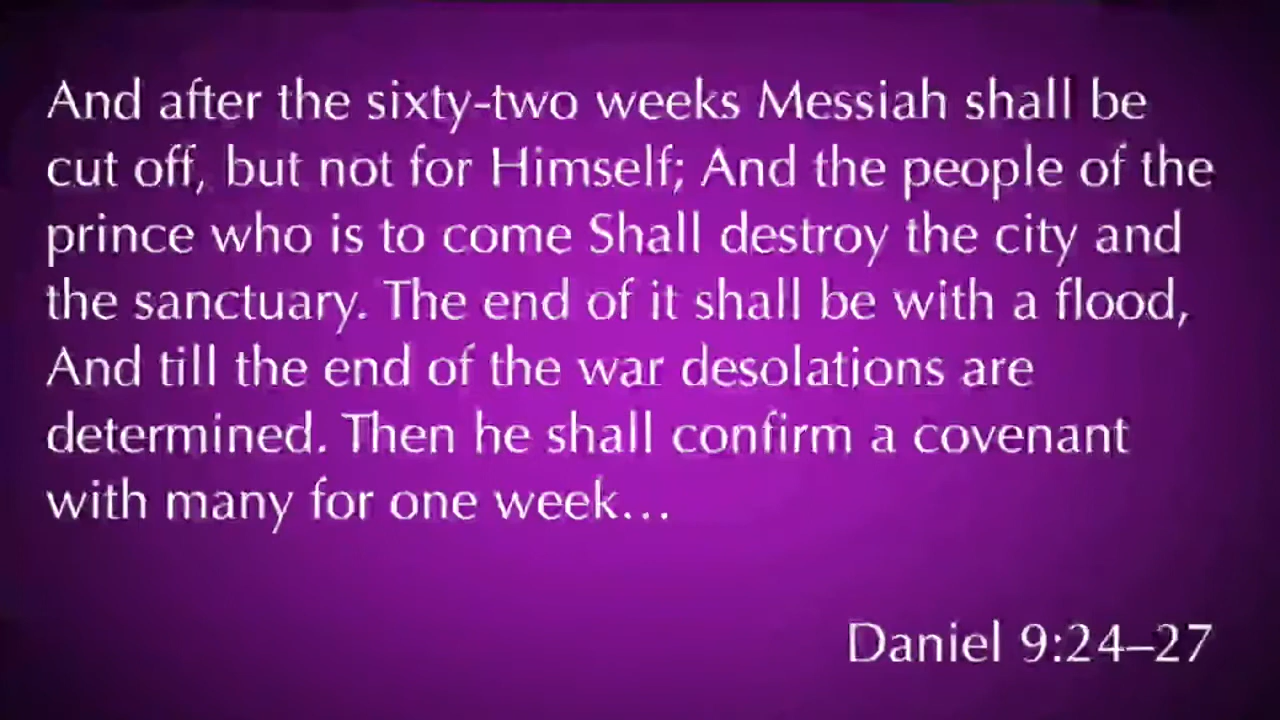 And after the sixty-two weeks Messiah shall be
cut off, but not for Himself; And the people of the
prince who is to come Shall destroy the city and
the sanctuary. The end of it shall be with a flood,
And till the end of the war desolations are
determined. Then he shall confirm a covenant
with many for one week…
Daniel 9:24–27